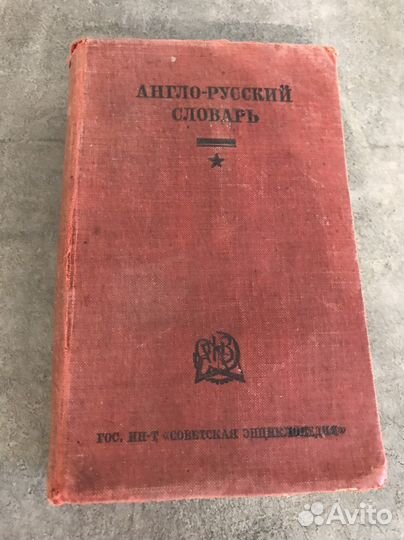 АНГЛО-РУССКИЙ
СЛОВАРЬ
ГОС. ИН-Т «СОВЕТСКАЯ ЭНЦИКЛОПЕДИЯ»
Avito